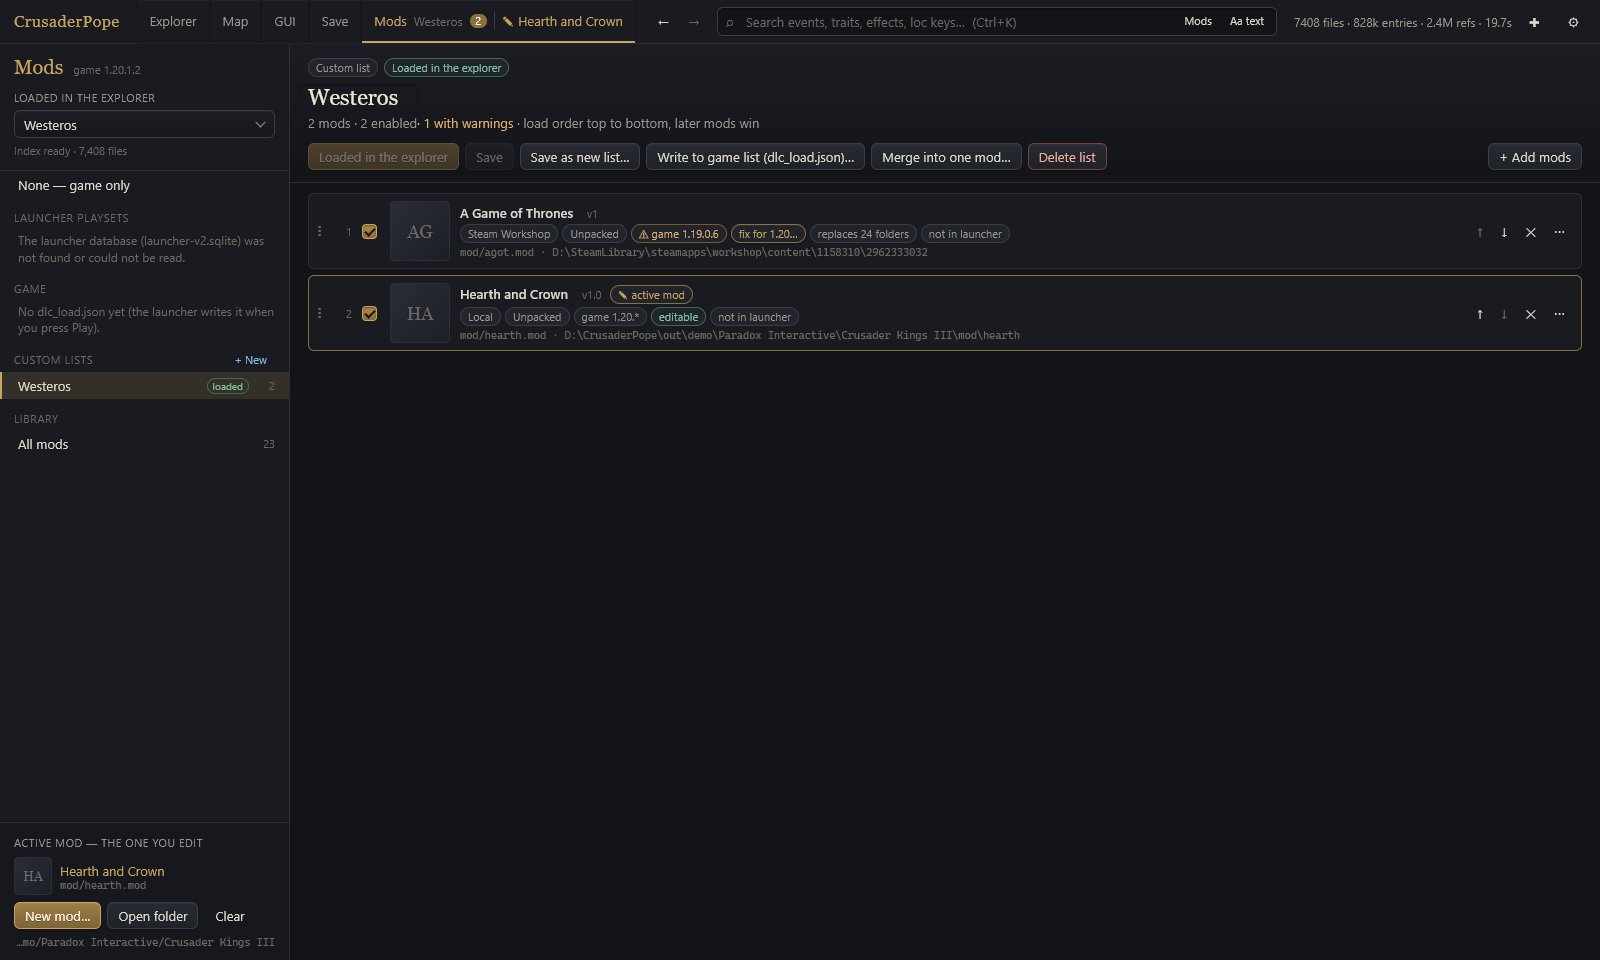 CrusaderPope Explorer Map GUI Save Mods Westeros 2 Hearth and Crown ← → Search events, traits, effects, loc keys... (Ctrl+K) Mods Aa text 7408 files · 828k entries · 2.4M refs · 19.7s
Mods game 1.20.1.2
LOADED IN THE EXPLORER
Westeros
Index ready · 7,408 files
None — game only
LAUNCHER PLAYSETS
The launcher database (launcher-v2.sqlite) was
not found or could not be read.
GAME
No dlc_load.json yet (the launcher writes it when
you press Play).
CUSTOM LISTS + New
Westeros loaded 2
LIBRARY
All mods 23
ACTIVE MOD — THE ONE YOU EDIT
HA Hearth and Crown
mod/hearth.mod
New mod... Open folder Clear
…mo/Paradox Interactive/Crusader Kings III
Custom list Loaded in the explorer
Westeros
2 mods · 2 enabled· 1 with warnings · load order top to bottom, later mods win
Loaded in the explorer Save Save as new list... Write to game list (dlc_load.json)... Merge into one mod... Delete list + Add mods
1 AG A Game of Thrones v1
Steam Workshop Unpacked ⚠ game 1.19.0.6 fix for 1.20... replaces 24 folders not in launcher
mod/agot.mod · D:\SteamLibrary\steamapps\workshop\content\1158310\2962333032
2 HA Hearth and Crown v1.0 active mod
Local Unpacked game 1.20.* editable not in launcher
mod/hearth.mod · D:\CrusaderPope\out\demo\Paradox Interactive\Crusader Kings III\mod\hearth